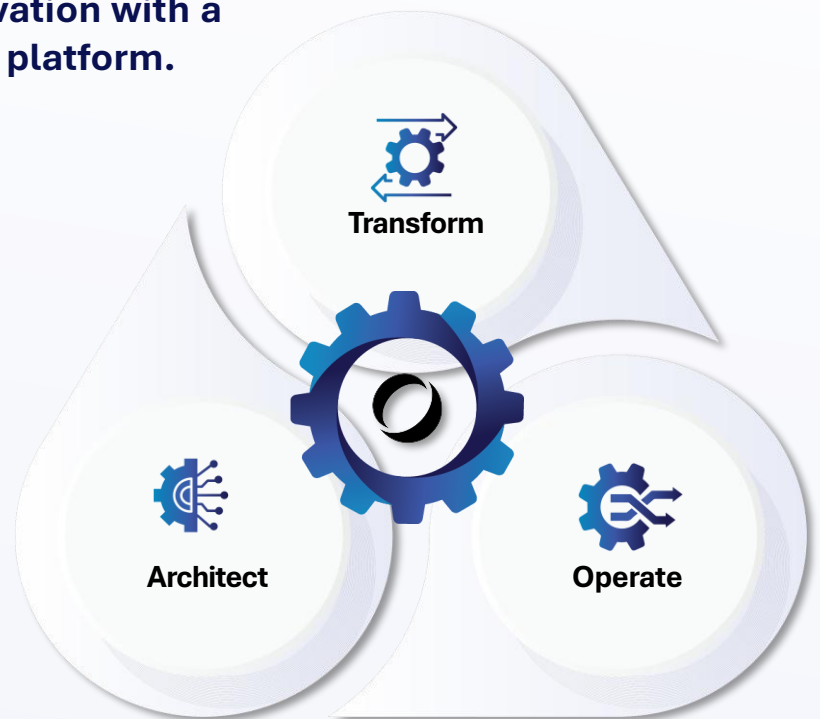 vation with a
platform.
Transform
Architect
Operate